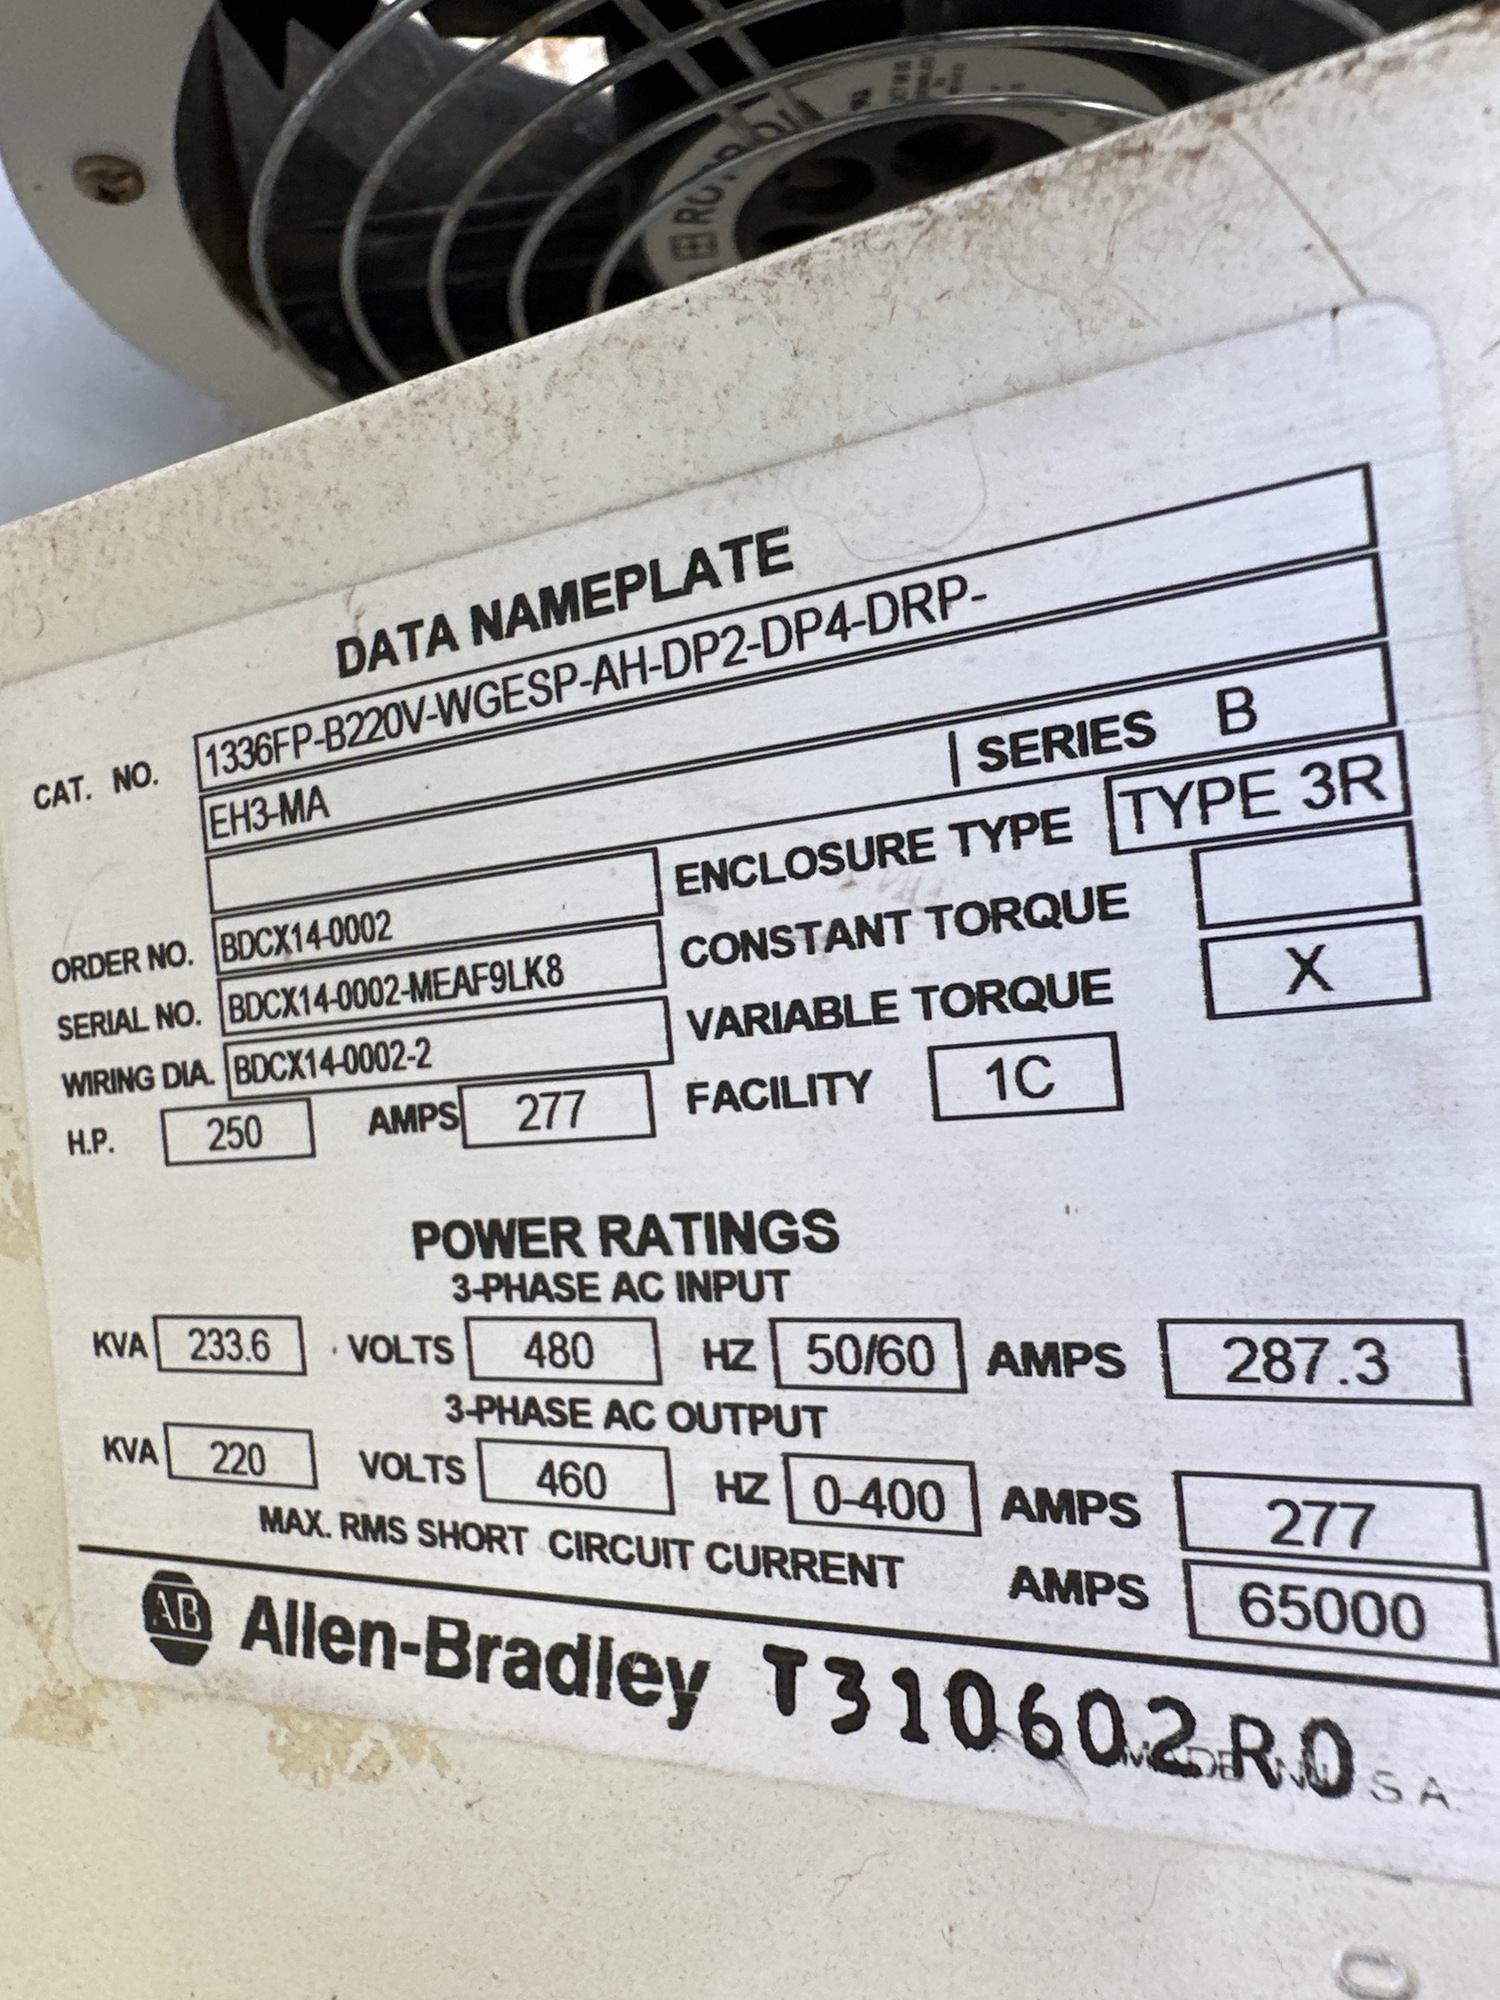 DATA NAMEPLATE
CAT. NO. 1336FP-B220V-WGESP-AH-DP2-DP4-DRP-
EH3-MA
SERIES B
ENCLOSURE TYPE TYPE 3R
ORDER NO. BDCX14-0002 CONSTANT TORQUE
SERIAL NO. BDCX14-0002-MEAF9LK8 VARIABLE TORQUE X
WIRING DIA. BDCX14-0002-2
H.P. 250 AMPS 277 FACILITY 1C
POWER RATINGS
3-PHASE AC INPUT
KVA 233.6 VOLTS 480 HZ 50/60 AMPS 287.3
3-PHASE AC OUTPUT
KVA 220 VOLTS 460 HZ 0-400 AMPS 277
MAX. RMS SHORT CIRCUIT CURRENT AMPS 65000
AB Allen-Bradley T310602R0